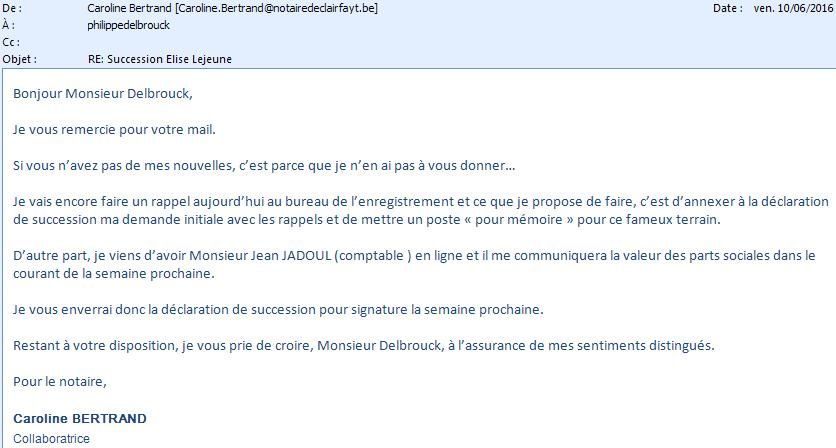 De : Caroline Bertrand [Caroline.Bertrand@notairedeclairfayt.be] Date : ven. 10/06/2016
À : philippedelbrouck
Cc :
Objet : RE: Succession Elise Lejeune
Bonjour Monsieur Delbrouck,
Je vous remercie pour votre mail.
Si vous n’avez pas de mes nouvelles, c’est parce que je n’en ai pas à vous donner…
Je vais encore faire un rappel aujourd’hui au bureau de l’enregistrement et ce que je propose de faire, c’est d’annexer à la déclaration
de succession ma demande initiale avec les rappels et de mettre un poste « pour mémoire » pour ce fameux terrain.
D’autre part, je viens d’avoir Monsieur Jean JADOUL (comptable ) en ligne et il me communiquera la valeur des parts sociales dans le
courant de la semaine prochaine.
Je vous enverrai donc la déclaration de succession pour signature la semaine prochaine.
Restant à votre disposition, je vous prie de croire, Monsieur Delbrouck, à l’assurance de mes sentiments distingués.
Pour le notaire,
Caroline BERTRAND
Collaboratrice